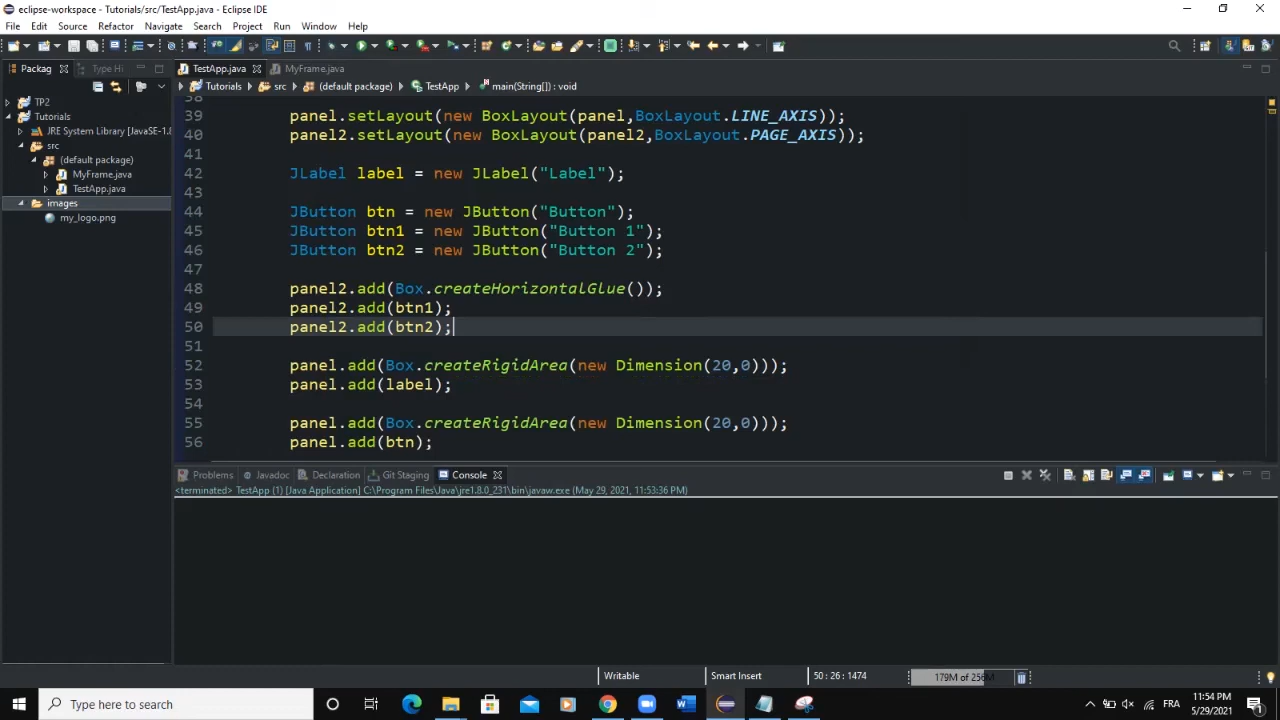 eclipse-workspace - Tutorials/src/TestApp.java - Eclipse IDE
File Edit Source Refactor Navigate Search Project Run Window Help
Packag Type Hi TestApp.java MyFrame.java
Tutorials src (default package) TestApp main(String[]) : void
TP2
Tutorials
JRE System Library [JavaSE-1.8
src
(default package)
MyFrame.java
TestApp.java
images
my_logo.png
38
39 panel.setLayout(new BoxLayout(panel,BoxLayout.LINE_AXIS));
40 panel2.setLayout(new BoxLayout(panel2,BoxLayout.PAGE_AXIS));
41
42 JLabel label = new JLabel("Label");
43
44 JButton btn = new JButton("Button");
45 JButton btn1 = new JButton("Button 1");
46 JButton btn2 = new JButton("Button 2");
47
48 panel2.add(Box.createHorizontalGlue());
49 panel2.add(btn1);
50 panel2.add(btn2);
51
52 panel.add(Box.createRigidArea(new Dimension(20,0)));
53 panel.add(label);
54
55 panel.add(Box.createRigidArea(new Dimension(20,0)));
56 panel.add(btn);
Problems Javadoc Declaration Git Staging Console
<terminated> TestApp (1) [Java Application] C:\Program Files\Java\jre1.8.0_231\bin\javaw.exe (May 29, 2021, 11:53:36 PM)
Writable Smart Insert 50 : 26 : 1474 179M of 256M
Type here to search
FRA
11:54 PM
5/29/2021
1